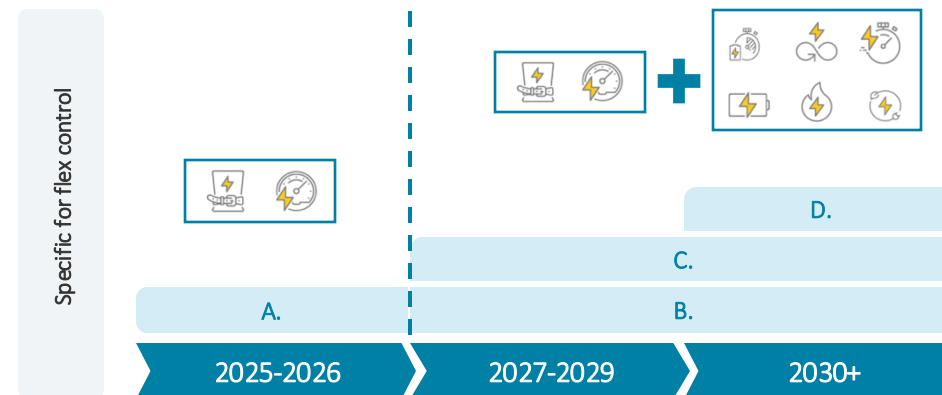 Specific for flex control
D.
C.
A.
B.
2025-2026
2027-2029
2030+